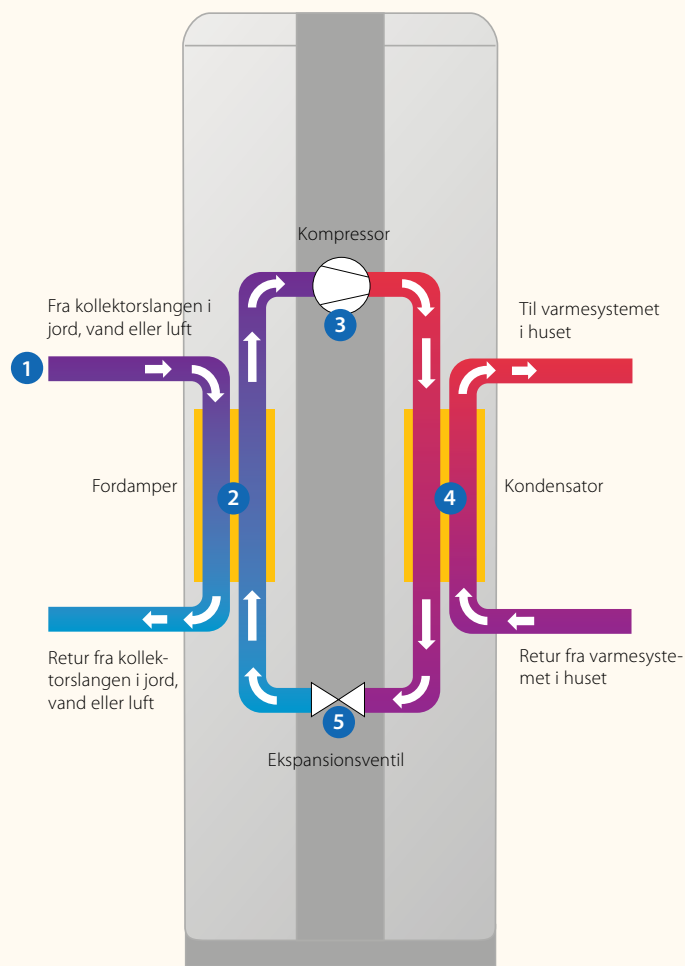 Kompressor
3
Fra kollektorslangen i
jord, vand eller luft
1
Til varmesystemet
i huset
Fordamper
2
4
Kondensator
Retur fra kollek-
torslangen i jord,
vand eller luft
Retur fra varmesyste-
met i huset
5
Ekspansionsventil